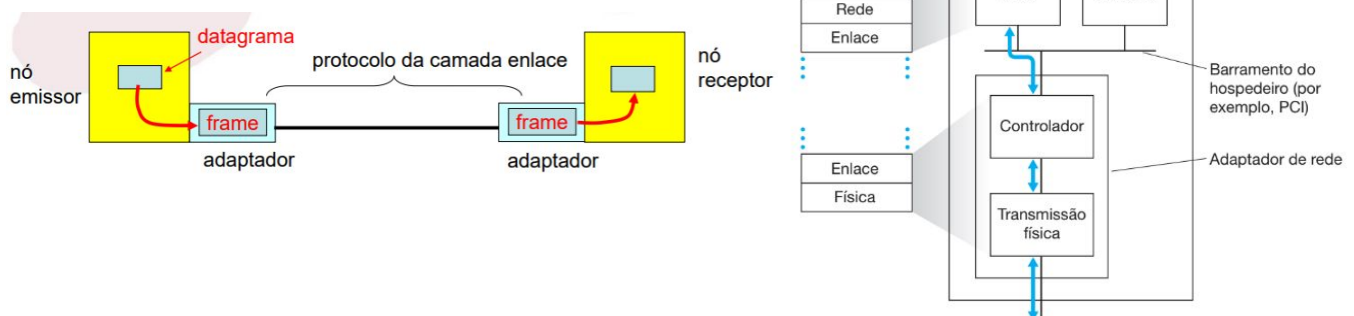 datagrama
nó
emissor
protocolo da camada enlace
nó
receptor
frame
frame
adaptador
adaptador
Rede
Enlace
Barramento do
hospedeiro (por
exemplo, PCI)
Controlador
Adaptador de rede
Enlace
Física
Transmissão
física